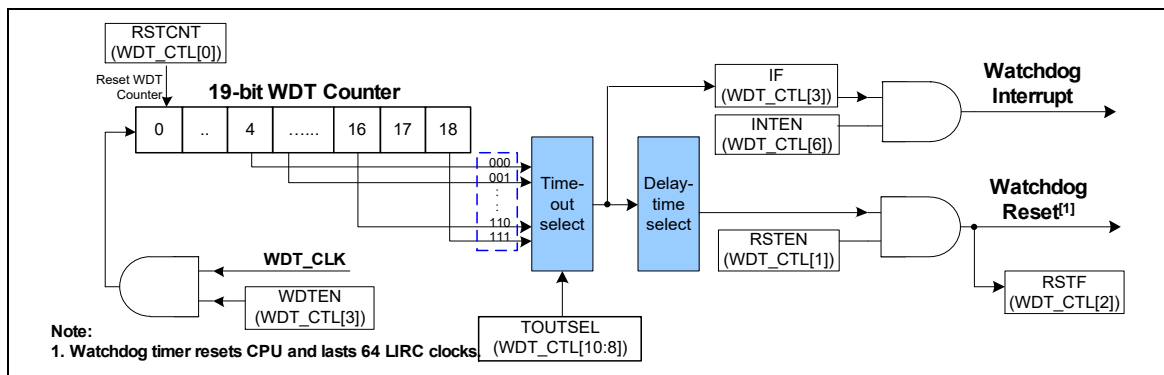 RSTCNT
(WDT_CTL[0])
Reset WDT
Counter
19-bit WDT Counter
0
..
4
......
16
17
18
000
001
:
:
110
111
Time-
out
select
Delay-
time
select
IF
(WDT_CTL[3])
INTEN
(WDT_CTL[6])
Watchdog
Interrupt
RSTEN
(WDT_CTL[1])
Watchdog
Reset[1]
RSTF
(WDT_CTL[2])
WDT_CLK
WDTEN
(WDT_CTL[3])
TOUTSEL
(WDT_CTL[10:8])
Note:
1. Watchdog timer resets CPU and lasts 64 LIRC clocks.